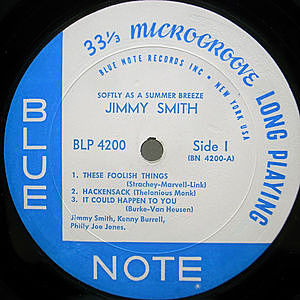 33⅓ MICROGROOVE LONG PLAYING
BLUE NOTE RECORDS INC • NEW YORK USA
SOFTLY AS A SUMMER BREEZE
JIMMY SMITH
BLP 4200
Side 1
(BN 4200-A)
1. THESE FOOLISH THINGS
(Strachey-Marvell-Link)
2. HACKENSACK (Thelonious Monk)
3. IT COULD HAPPEN TO YOU
(Burke-Van Heusen)
Jimmy Smith, Kenny Burrell,
Philly Joe Jones.
BLUE
NOTE